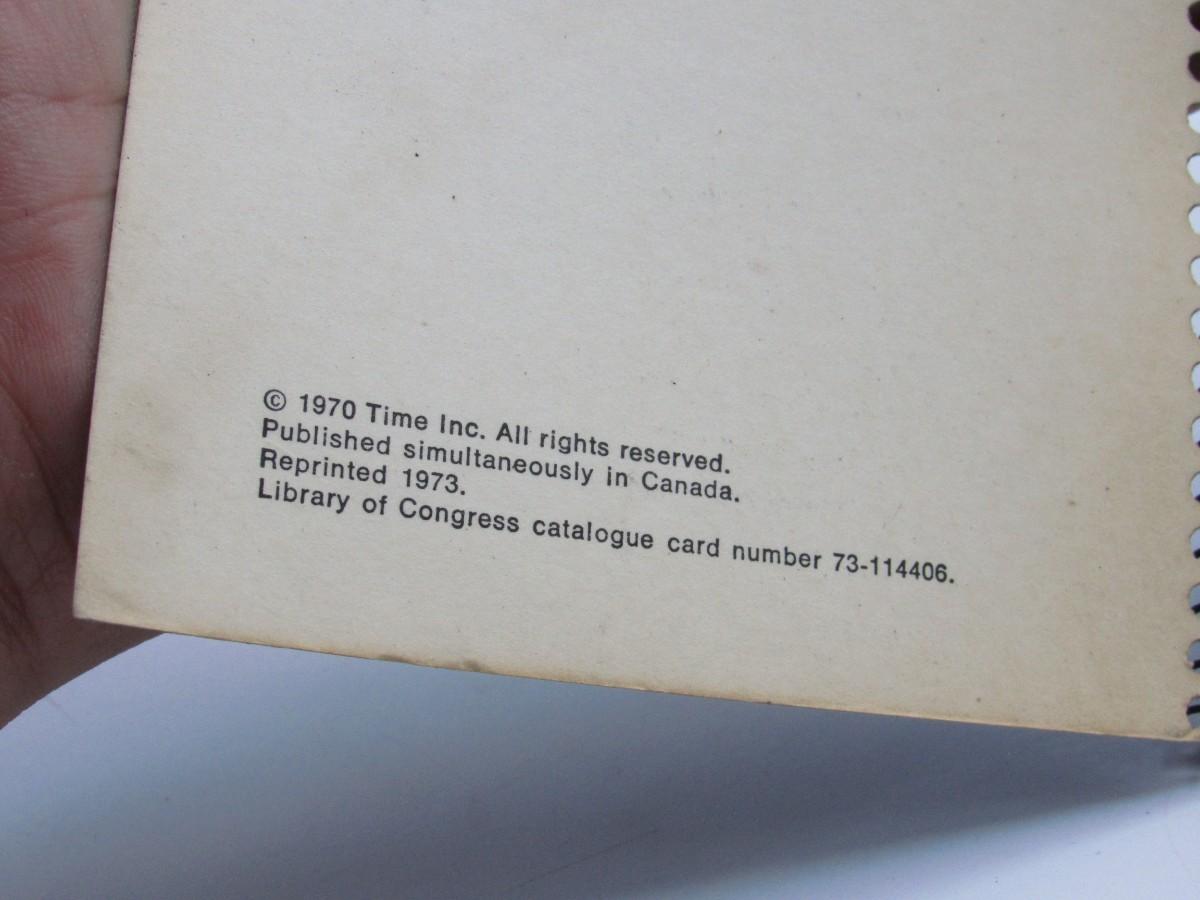 © 1970 Time Inc. All rights reserved.
Published simultaneously in Canada.
Reprinted 1973.
Library of Congress catalogue card number 73-114406.